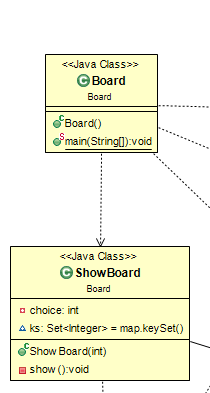 <<Java Class>>
Board
Board
Board()
main(String[]):void
<<Java Class>>
ShowBoard
Board
choice: int
ks: Set<Integer> = map.keySet()
Show Board(int)
show ():void